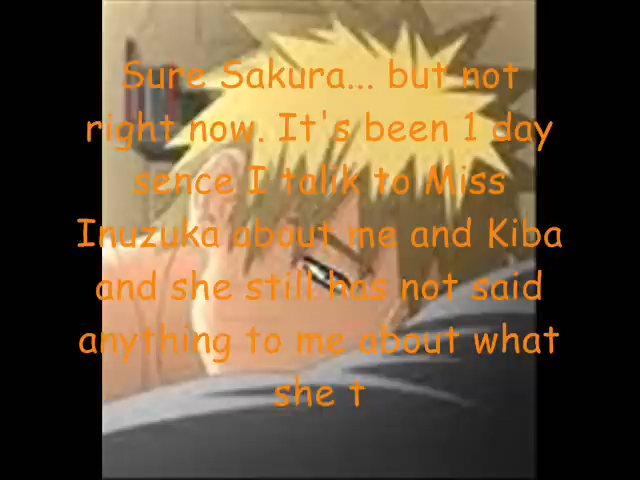 Sure Sakura... but not
right now. It's been 1 day
sence I talik to Miss
Inuzuka about me and Kiba
and she still has not said
anything to me about what
she t